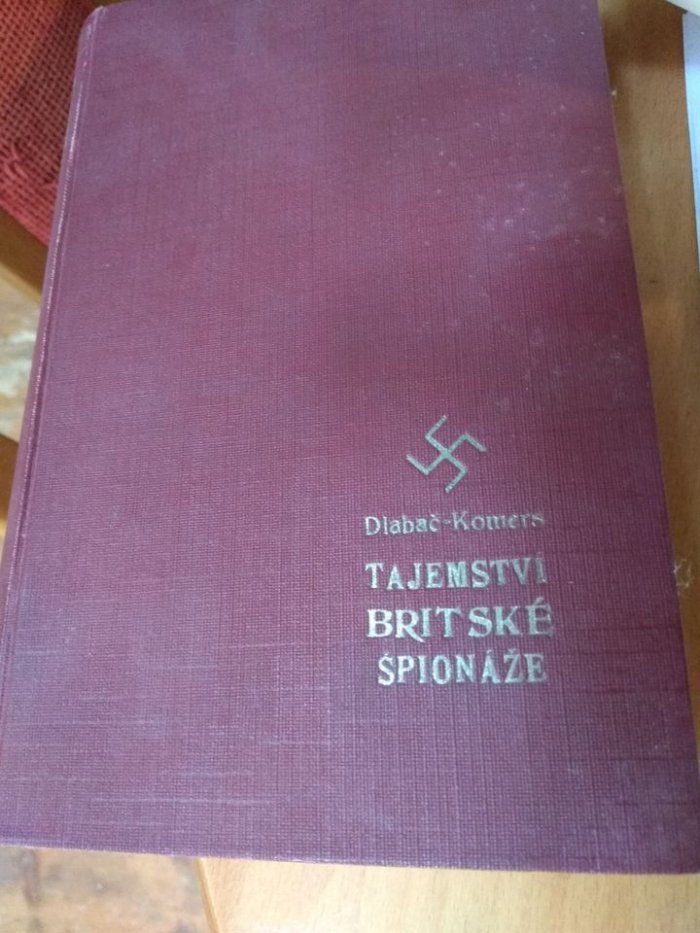 Dlabač-Komers
TAJEMSTVÍ
BRITSKÉ
ŠPIONÁŽE